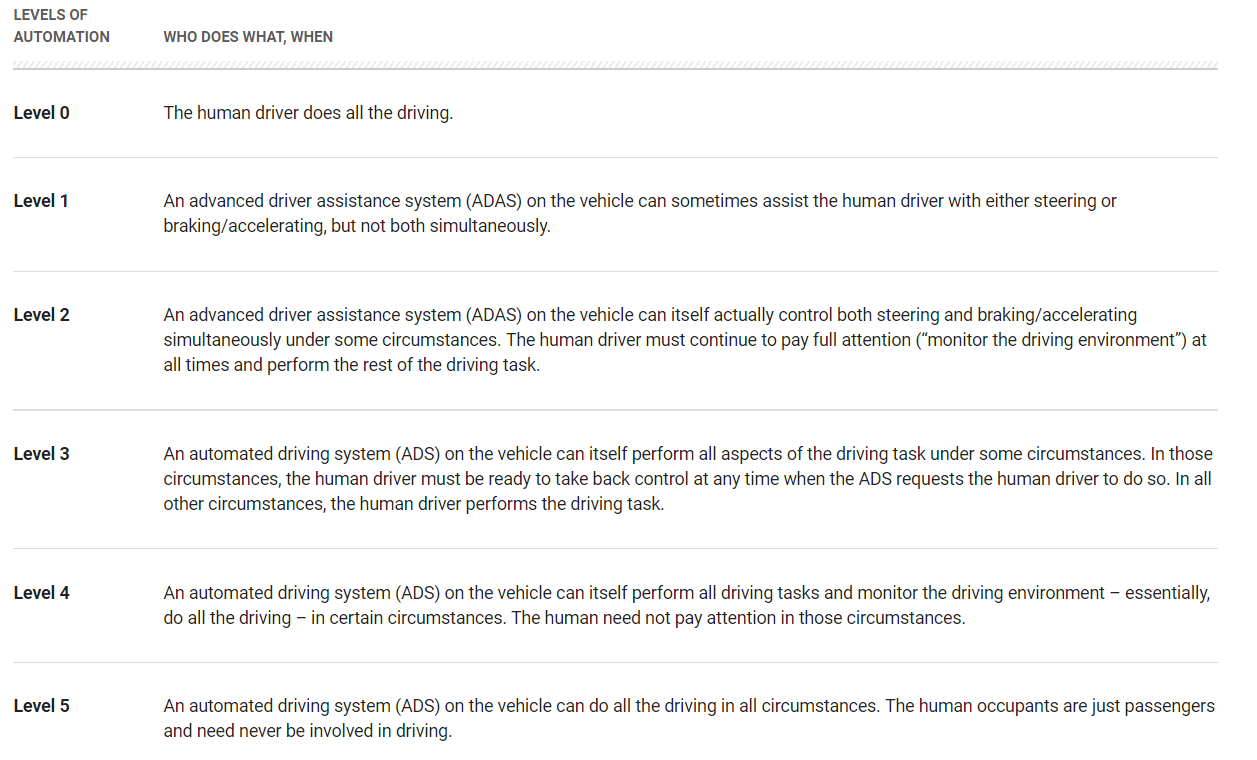 LEVELS OF
AUTOMATION WHO DOES WHAT, WHEN
Level 0 The human driver does all the driving.
Level 1 An advanced driver assistance system (ADAS) on the vehicle can sometimes assist the human driver with either steering or
braking/accelerating, but not both simultaneously.
Level 2 An advanced driver assistance system (ADAS) on the vehicle can itself actually control both steering and braking/accelerating
simultaneously under some circumstances. The human driver must continue to pay full attention (“monitor the driving environment”) at
all times and perform the rest of the driving task.
Level 3 An automated driving system (ADS) on the vehicle can itself perform all aspects of the driving task under some circumstances. In those
circumstances, the human driver must be ready to take back control at any time when the ADS requests the human driver to do so. In all
other circumstances, the human driver performs the driving task.
Level 4 An automated driving system (ADS) on the vehicle can itself perform all driving tasks and monitor the driving environment – essentially,
do all the driving – in certain circumstances. The human need not pay attention in those circumstances.
Level 5 An automated driving system (ADS) on the vehicle can do all the driving in all circumstances. The human occupants are just passengers
and need never be involved in driving.